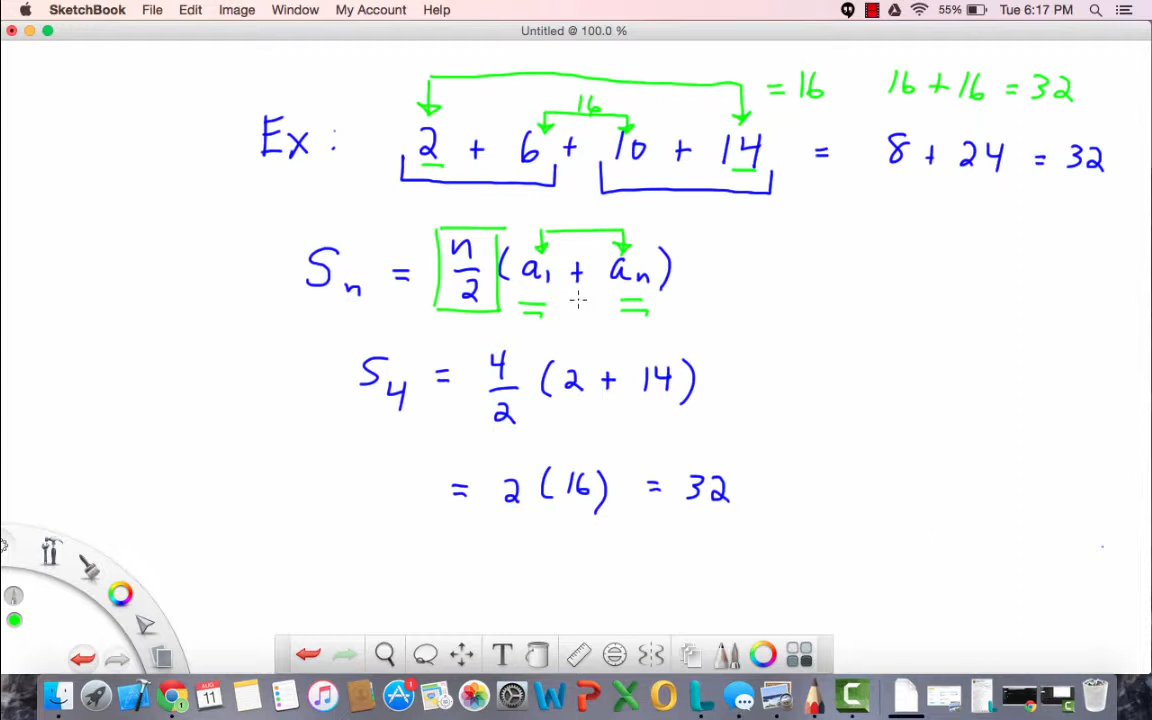 SketchBook File Edit Image Window My Account Help 55% Tue 6:17 PM
Untitled @ 100.0 %
= 16 16 + 16 = 32
16
Ex : 2 + 6 + 10 + 14 = 8 + 24 = 32
Sn = n/2 (a1 + an)
S4 = 4/2 (2 + 14)
= 2 (16) = 32